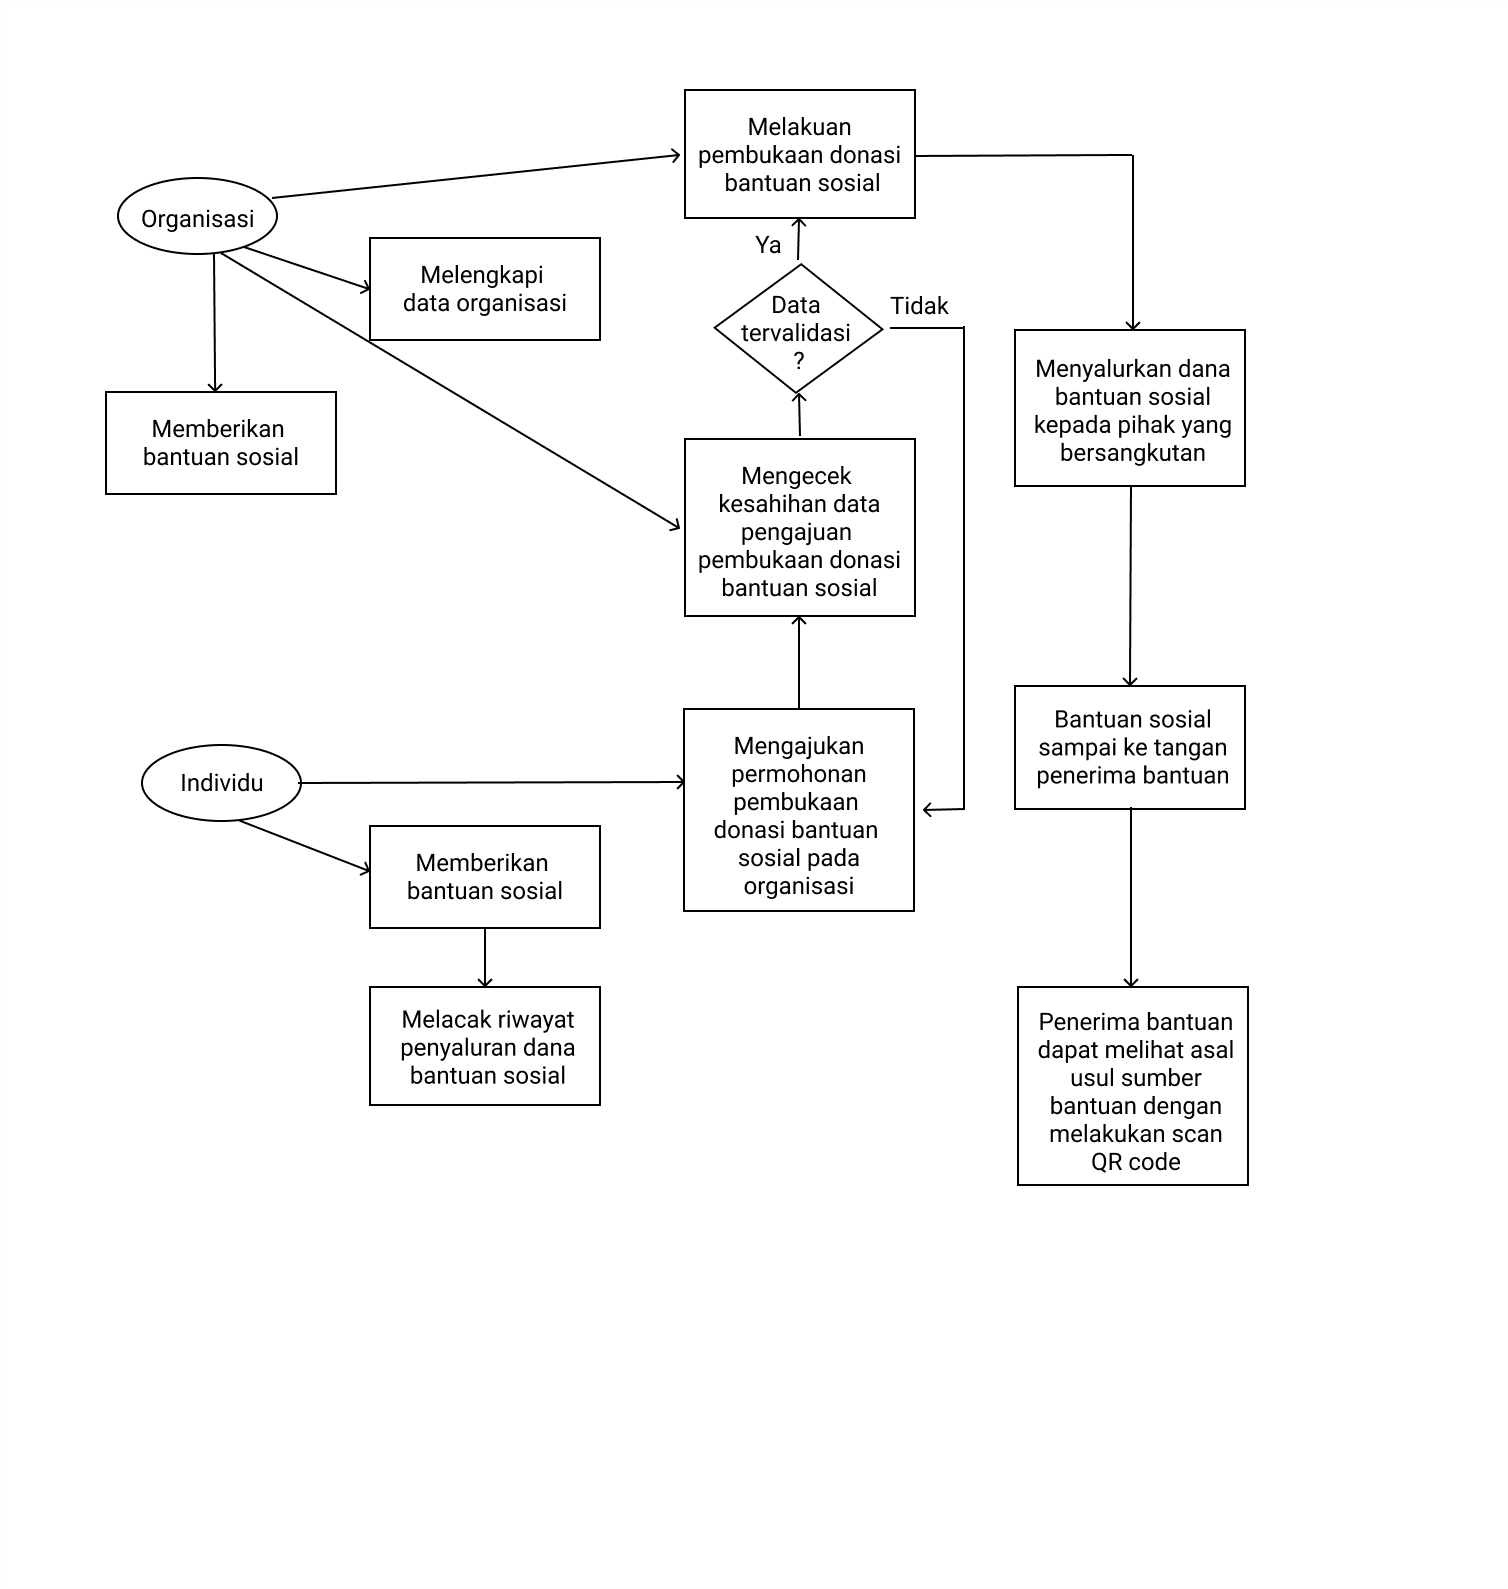 Melakuan
pembukaan donasi
bantuan sosial
Organisasi
Ya
Melengkapi
data organisasi
Data
tervalidasi
?
Tidak
Menyalurkan dana
bantuan sosial
kepada pihak yang
bersangkutan
Memberikan
bantuan sosial
Mengecek
kesahihan data
pengajuan
pembukaan donasi
bantuan sosial
Bantuan sosial
sampai ke tangan
penerima bantuan
Individu
Mengajukan
permohonan
pembukaan
donasi bantuan
sosial pada
organisasi
Memberikan
bantuan sosial
Melacak riwayat
penyaluran dana
bantuan sosial
Penerima bantuan
dapat melihat asal
usul sumber
bantuan dengan
melakukan scan
QR code